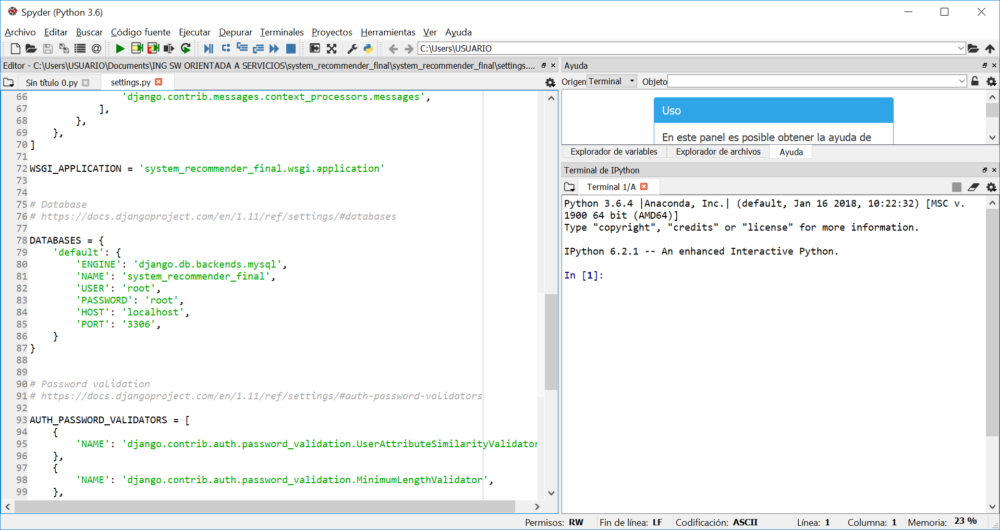 Spyder (Python 3.6)
Archivo Editar Buscar Código fuente Ejecutar Depurar Terminales Proyectos Herramientas Ver Ayuda
C:\Users\USUARIO
Editor - C:\Users\USUARIO\Documents\ING SW ORIENTADA A SERVICIOS\system_recommender_final\system_recommender_final\settings....
Sin título 0.py settings.py
66 'django.contrib.messages.context_processors.messages',
67 ],
68 },
69 },
70 ]
71
72 WSGI_APPLICATION = 'system_recommender_final.wsgi.application'
73
74
75 # Database
76 # https://docs.djangoproject.com/en/1.11/ref/settings/#databases
77
78 DATABASES = {
79 'default': {
80 'ENGINE': 'django.db.backends.mysql',
81 'NAME': 'system_recommender_final',
82 'USER': 'root',
83 'PASSWORD': 'root',
84 'HOST': 'localhost',
85 'PORT': '3306',
86 }
87 }
88
89
90 # Password validation
91 # https://docs.djangoproject.com/en/1.11/ref/settings/#auth-password-validators
92
93 AUTH_PASSWORD_VALIDATORS = [
94 {
95 'NAME': 'django.contrib.auth.password_validation.UserAttributeSimilarityValidator
96 },
97 {
98 'NAME': 'django.contrib.auth.password_validation.MinimumLengthValidator',
99 },
Ayuda
Origen Terminal Objeto
Uso
En este panel es posible obtener la ayuda de
Explorador de variables Explorador de archivos Ayuda
Terminal de IPython
Terminal 1/A
Python 3.6.4 |Anaconda, Inc.| (default, Jan 16 2018, 10:22:32) [MSC v.
1900 64 bit (AMD64)]
Type "copyright", "credits" or "license" for more information.
IPython 6.2.1 -- An enhanced Interactive Python.
In [1]:
Permisos: RW Fin de línea: LF Codificación: ASCII Línea: 1 Columna: 1 Memoria: 23 %